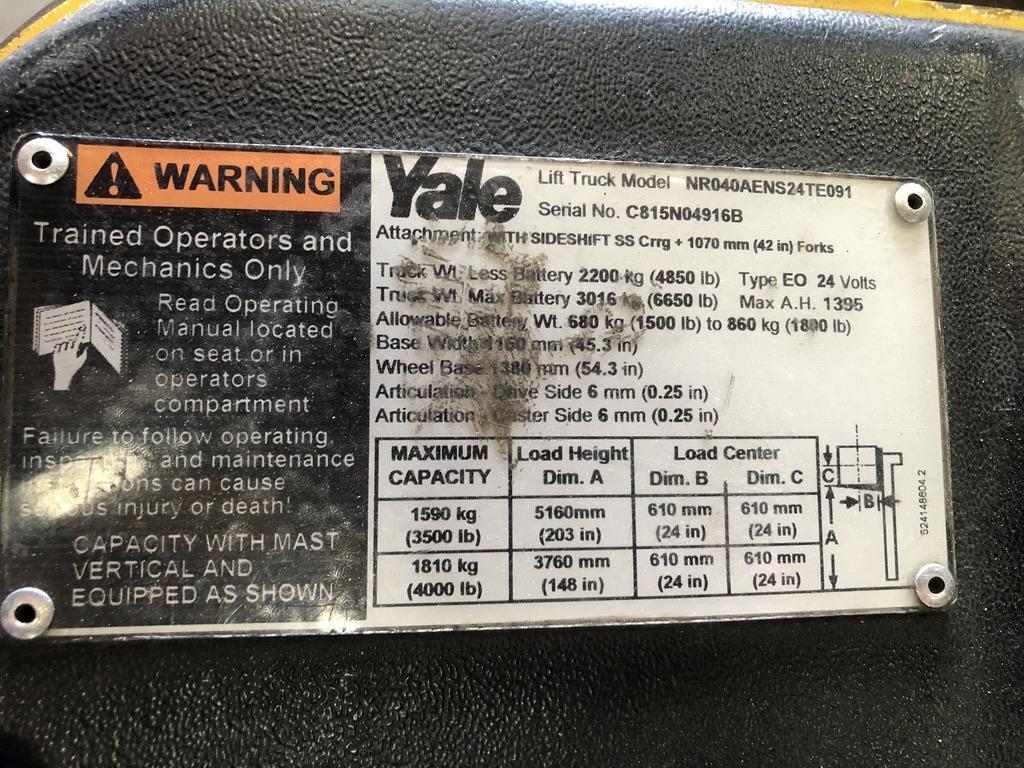 WARNING
Trained Operators and
Mechanics Only
Read Operating
Manual located
on seat or in
operators
compartment
Failure to follow operating,
and maintenance
can cause
injury or death!
CAPACITY WITH MAST
VERTICAL AND
EQUIPPED AS SHOWN
Yale
Lift Truck Model NR040AENS24TE091
Serial No. C815N04916B
Attachment: WITH SIDESHIFT SS Crrg + 1070 mm (42 in) Forks
Truck Wt. Less Battery 2200 kg (4850 lb) Type EO 24 Volts
Truck Wt. Max Battery 3016 kg (6650 lb) Max A.H. 1395
Allowable Battery Wt. 680 kg (1500 lb) to 860 kg (1800 lb)
Base Width 1150 mm (45.3 in)
Wheel Base 1380 mm (54.3 in)
Articulation - Drive Side 6 mm (0.25 in)
Articulation - Caster Side 6 mm (0.25 in)
MAXIMUM CAPACITY Load Height Dim. A Load Center Dim. B Dim. C
1590 kg 5160mm 610 mm 610 mm
(3500 lb) (203 in) (24 in) (24 in)
1810 kg 3760 mm 610 mm 610 mm
(4000 lb) (148 in) (24 in) (24 in)
C
B
A
524148604.2